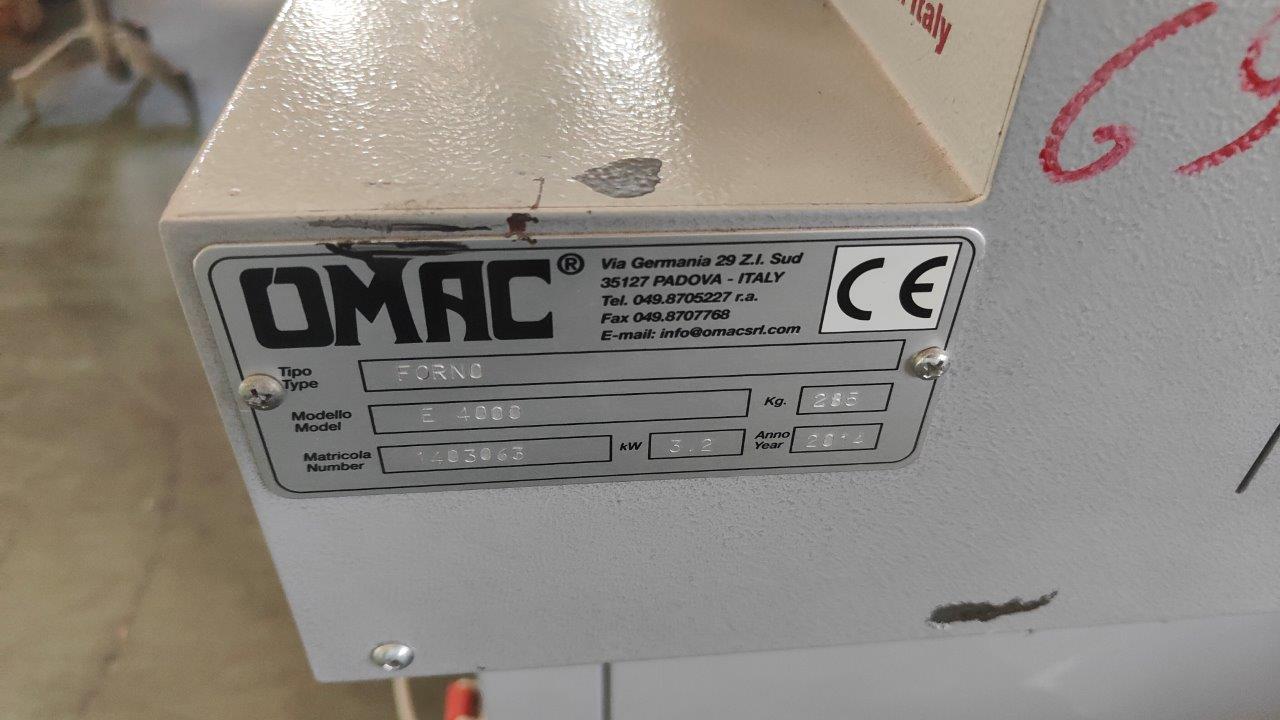 Italy
69
OMAC®
Via Germania 29 Z.I. Sud
35127 PADOVA - ITALY
Tel. 049.8705227 r.a.
Fax 049.8707768
E-mail: info@omacsrl.com
CE
Tipo
Type
FORNO
Modello
Model
E 4000
Kg.
285
Matricola
Number
1403063
kW
3.2
Anno
Year
2014